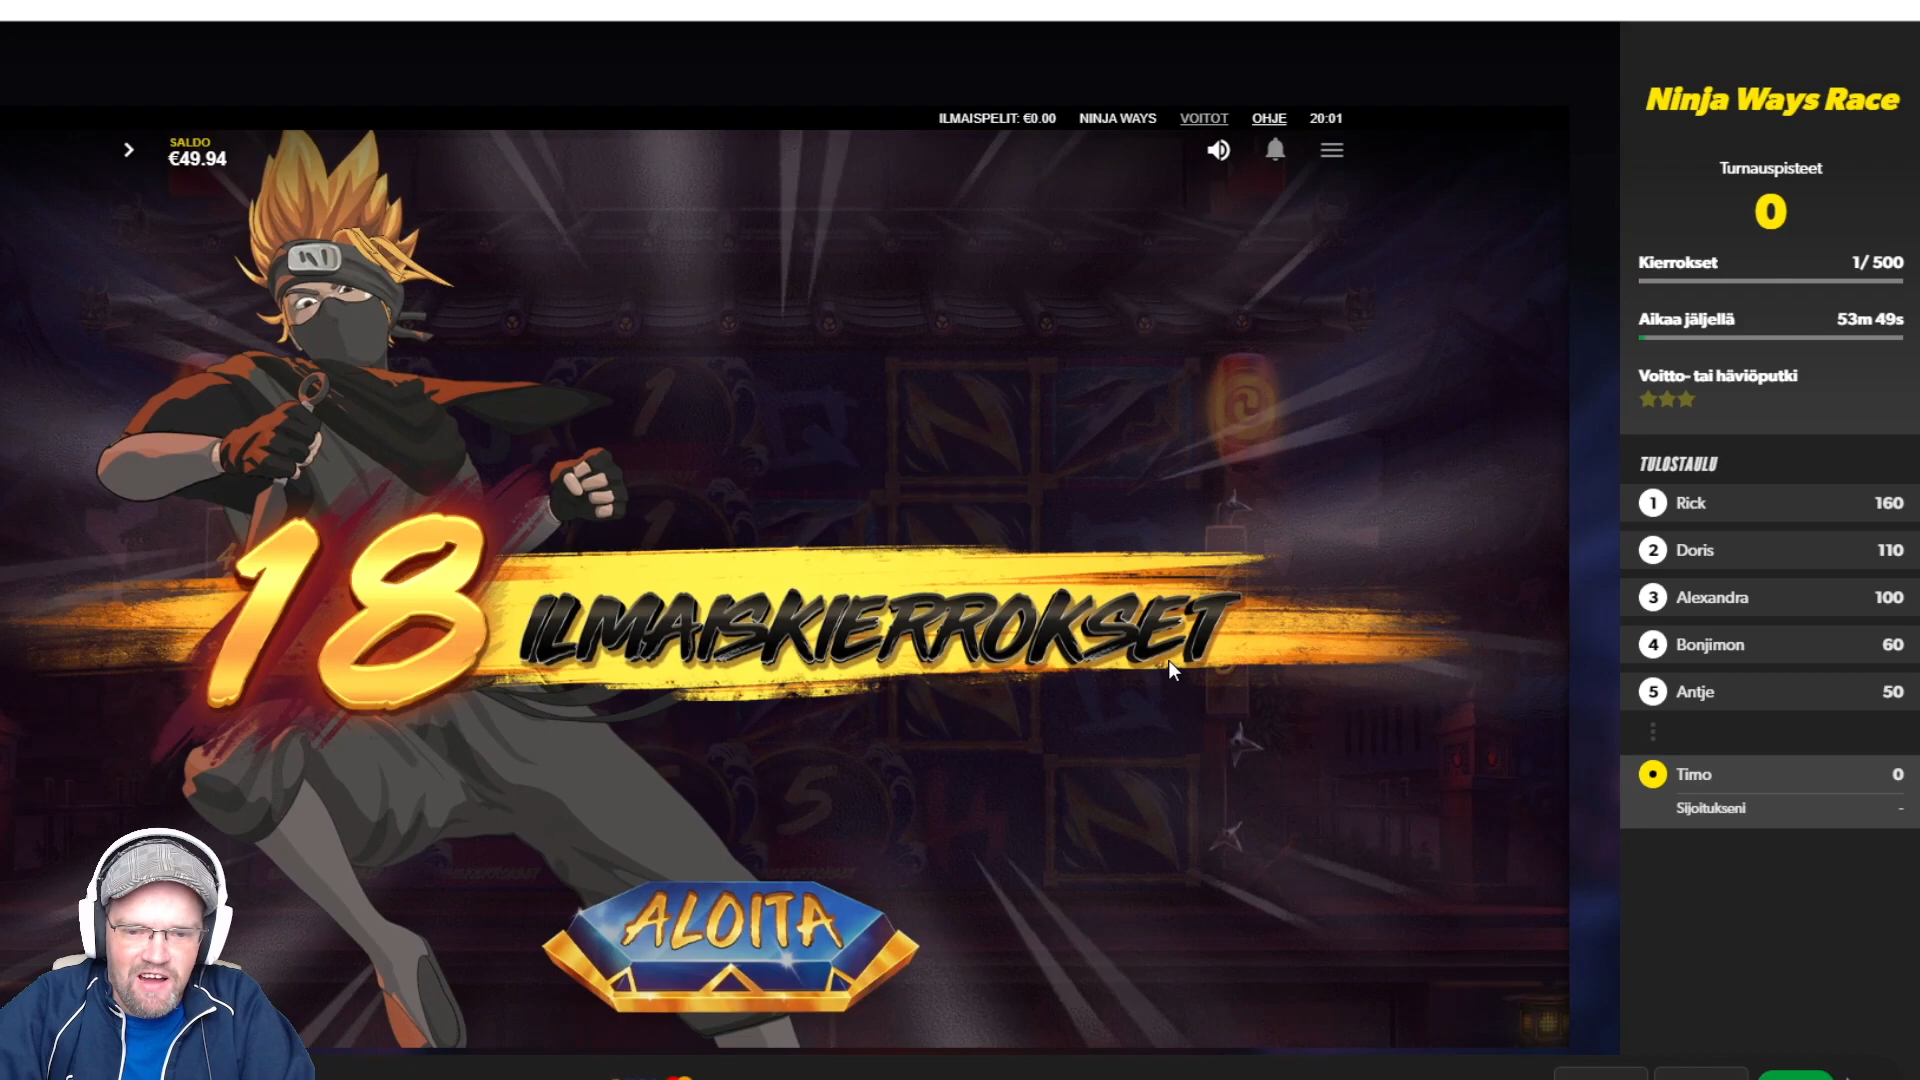 ILMAISPELIT: €0.00 NINJA WAYS VOITOT OHJE 20:01
SALDO
€49.94
18 ILMAISKIERROKSET
ALOITA
Ninja Ways Race
Turnauspisteet
0
Kierrokset 1/ 500
Aikaa jäljellä 53m 49s
Voitto- tai häviöputki
TULOSTAULU
1 Rick 160
2 Doris 110
3 Alexandra 100
4 Bonjimon 60
5 Antje 50
Timo 0
Sijoitukseni -